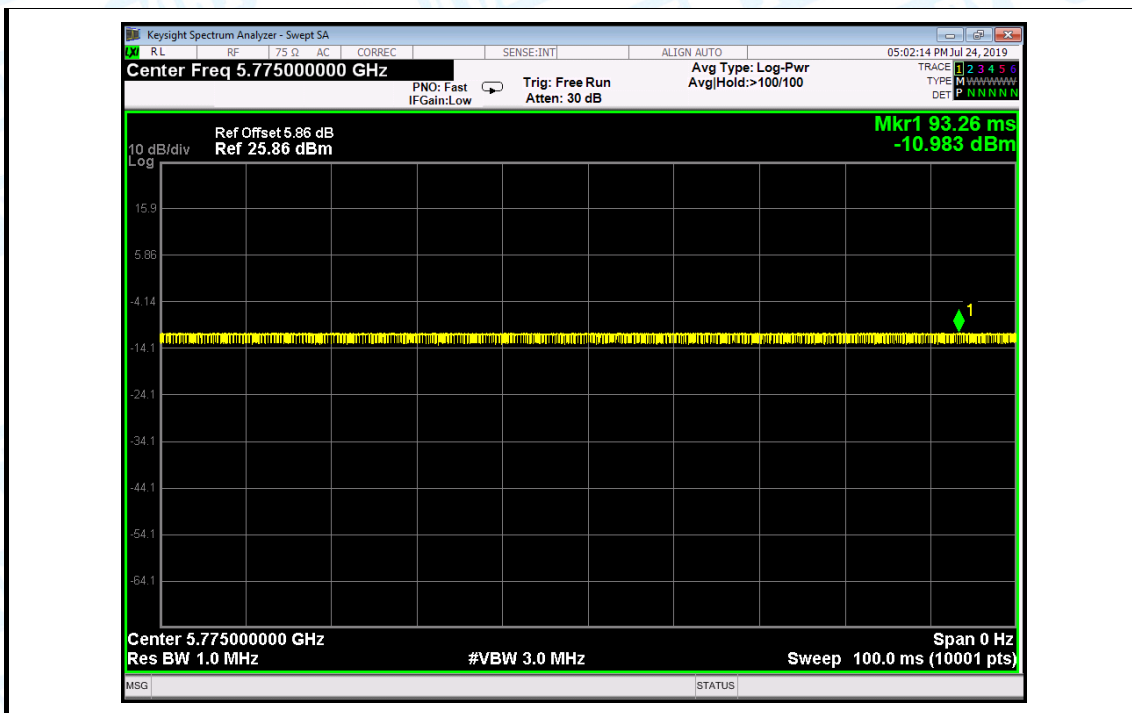 Keysight Spectrum Analyzer - Swept SA
LXI RL RF 75 Ω AC CORREC SENSE:INT ALIGN AUTO 05:02:14 PM Jul 24, 2019
Center Freq 5.775000000 GHz
PNO: Fast
IFGain:Low
Trig: Free Run
Atten: 30 dB
Avg Type: Log-Pwr
Avg|Hold:>100/100
TRACE 1 2 3 4 5 6
TYPE M WWWWW
DET P N N N N N
Ref Offset 5.86 dB
10 dB/div Ref 25.86 dBm
Log
Mkr1 93.26 ms
-10.983 dBm
15.9
5.86
-4.14
1
-14.1
-24.1
-34.1
-44.1
-54.1
-64.1
Center 5.775000000 GHz Span 0 Hz
Res BW 1.0 MHz #VBW 3.0 MHz Sweep 100.0 ms (10001 pts)
MSG STATUS